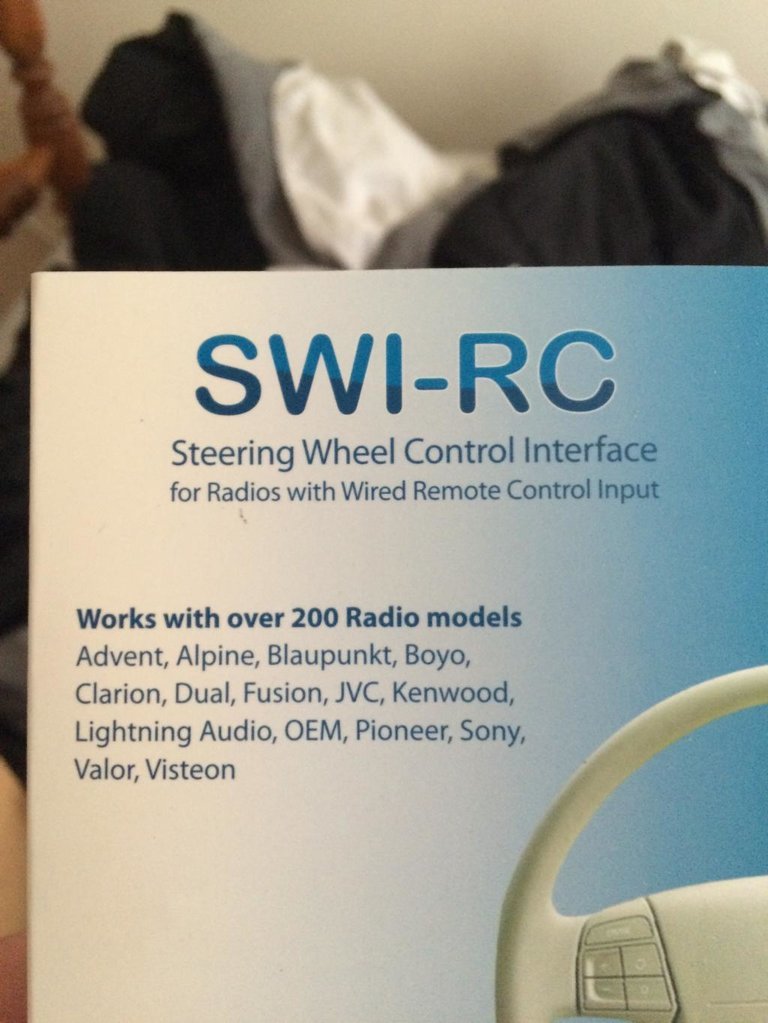 SWI-RC
Steering Wheel Control Interface
for Radios with Wired Remote Control Input
Works with over 200 Radio models
Advent, Alpine, Blaupunkt, Boyo,
Clarion, Dual, Fusion, JVC, Kenwood,
Lightning Audio, OEM, Pioneer, Sony,
Valor, Visteon